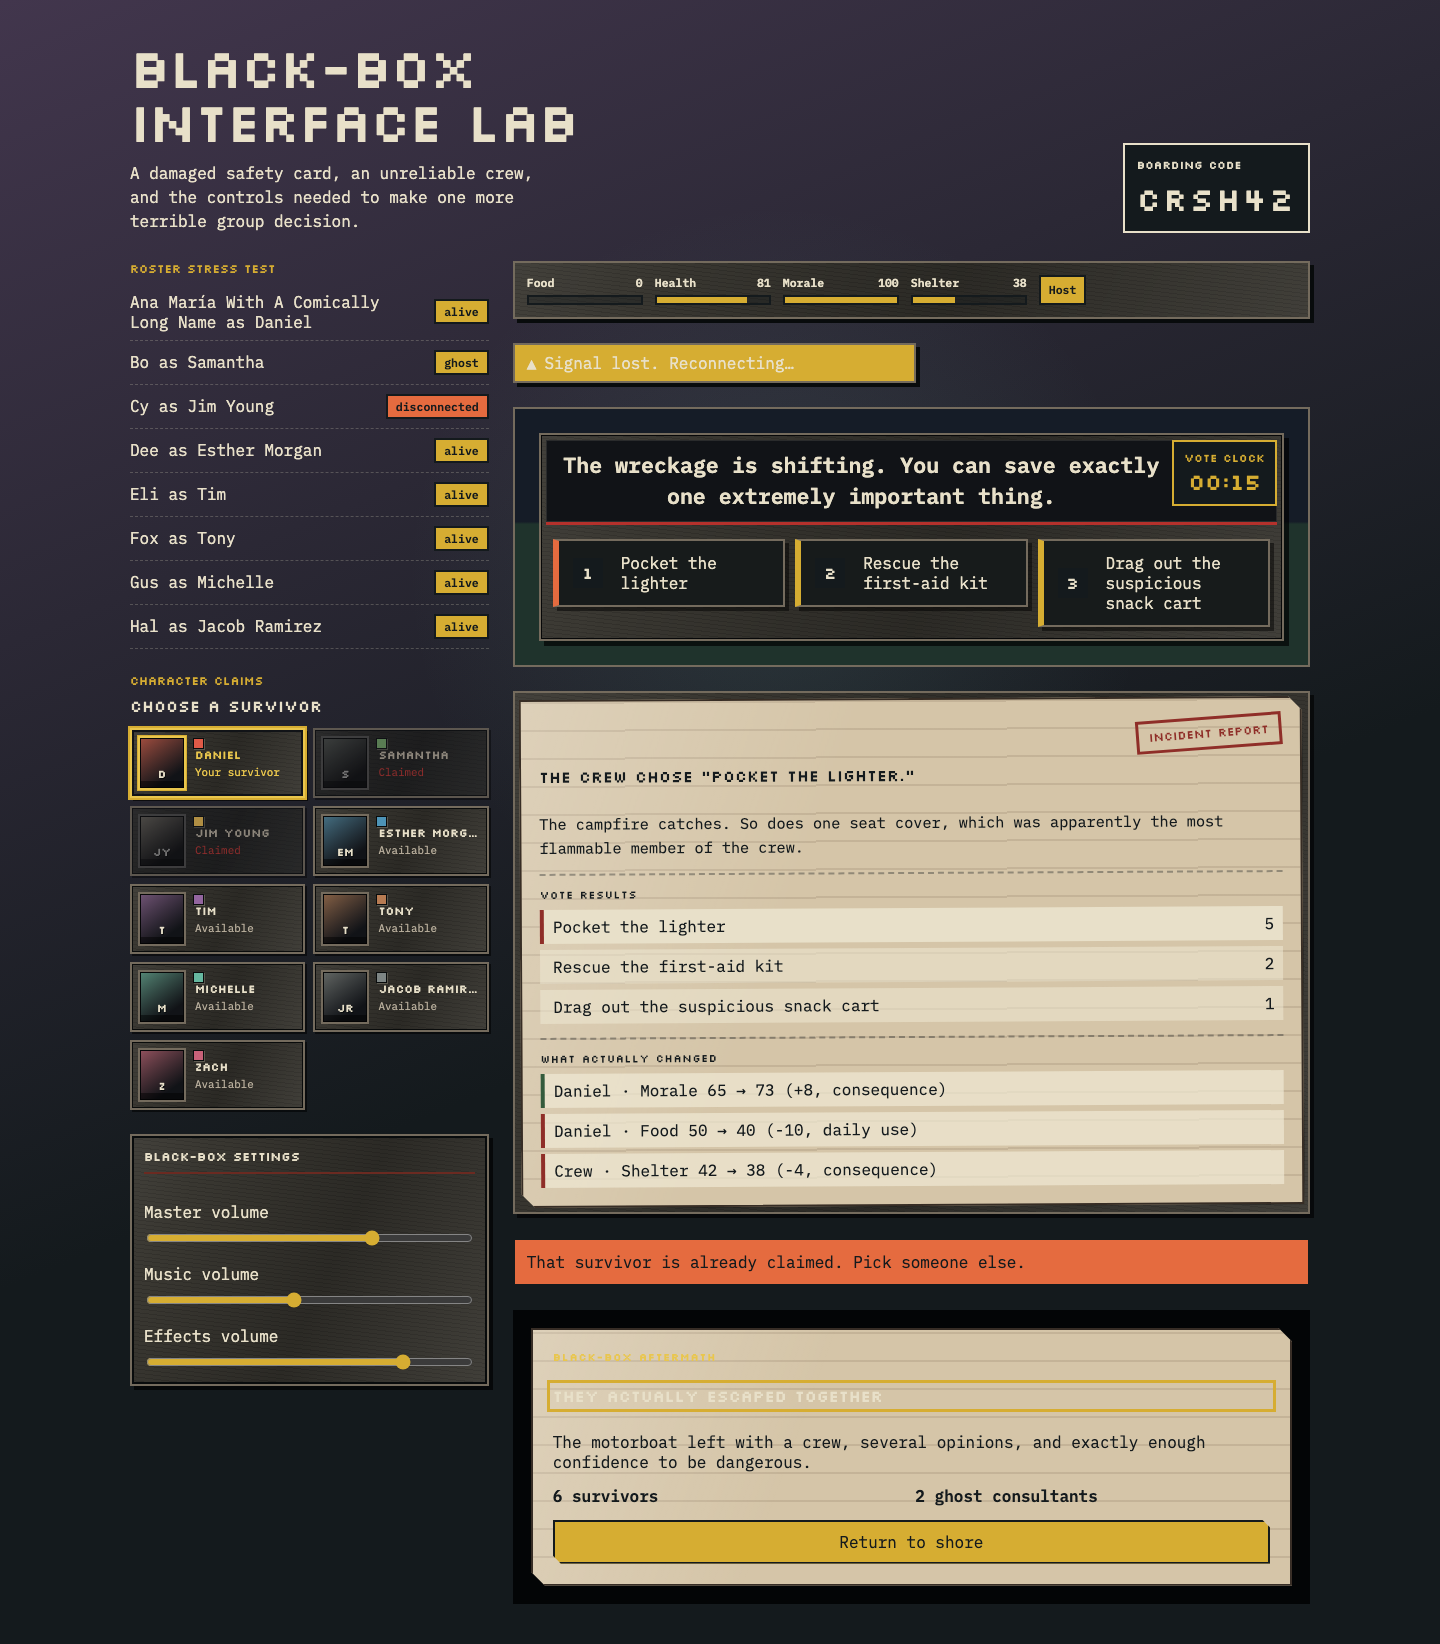 BLACK-BOX
INTERFACE LAB
A damaged safety card, an unreliable crew,
and the controls needed to make one more
terrible group decision.
BOARDING CODE
CRSH42
ROSTER STRESS TEST
Ana María With A Comically
Long Name as Daniel
alive
Bo as Samantha
ghost
Cy as Jim Young
disconnected
Dee as Esther Morgan
alive
Eli as Tim
alive
Fox as Tony
alive
Gus as Michelle
alive
Hal as Jacob Ramirez
alive
CHARACTER CLAIMS
CHOOSE A SURVIVOR
D
DANIEL
Your survivor
S
SAMANTHA
Claimed
JY
JIM YOUNG
Claimed
EM
ESTHER MORG…
Available
T
TIM
Available
T
TONY
Available
M
MICHELLE
Available
JR
JACOB RAMIR…
Available
Z
ZACH
Available
BLACK-BOX SETTINGS
Master volume
Music volume
Effects volume
Food 0 Health 81 Morale 100 Shelter 38 Host
▲ Signal lost. Reconnecting…
The wreckage is shifting. You can save exactly
one extremely important thing.
VOTE CLOCK
00:15
1
Pocket the
lighter
2
Rescue the
first-aid kit
3
Drag out the
suspicious
snack cart
INCIDENT REPORT
THE CREW CHOSE "POCKET THE LIGHTER."
The campfire catches. So does one seat cover, which was apparently the most
flammable member of the crew.
VOTE RESULTS
Pocket the lighter 5
Rescue the first-aid kit 2
Drag out the suspicious snack cart 1
WHAT ACTUALLY CHANGED
Daniel · Morale 65 → 73 (+8, consequence)
Daniel · Food 50 → 40 (-10, daily use)
Crew · Shelter 42 → 38 (-4, consequence)
That survivor is already claimed. Pick someone else.
BLACK-BOX AFTERMATH
THEY ACTUALLY ESCAPED TOGETHER
The motorboat left with a crew, several opinions, and exactly enough
confidence to be dangerous.
6 survivors
2 ghost consultants
Return to shore